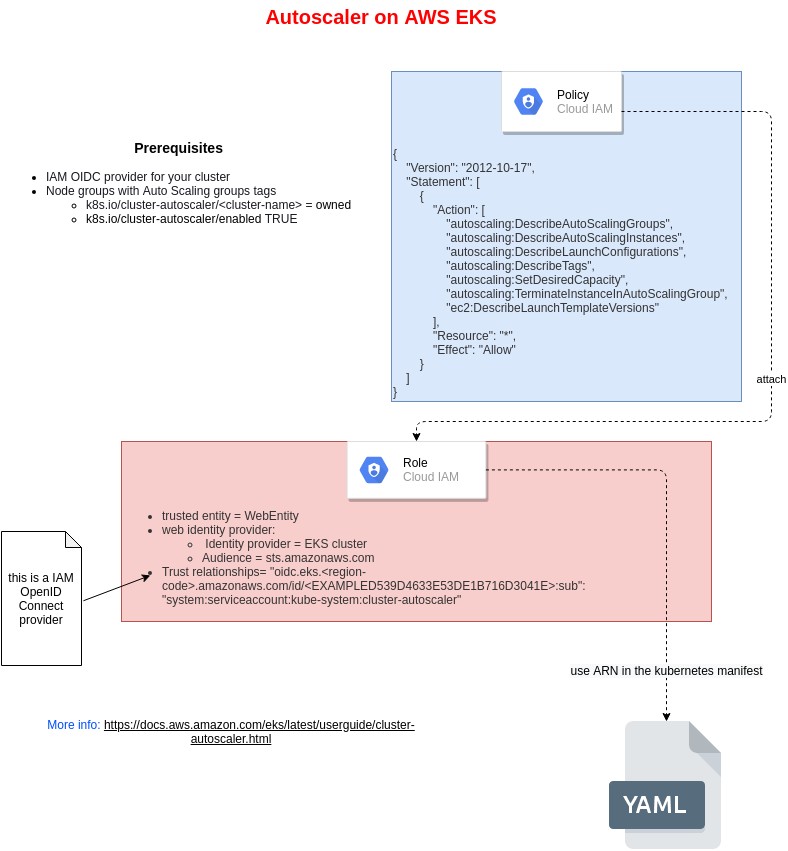 Autoscaler on AWS EKS
Policy
Cloud IAM
Prerequisites
IAM OIDC provider for your cluster
Node groups with Auto Scaling groups tags
k8s.io/cluster-autoscaler/<cluster-name> = owned
k8s.io/cluster-autoscaler/enabled TRUE
{
"Version": "2012-10-17",
"Statement": [
{
"Action": [
"autoscaling:DescribeAutoScalingGroups",
"autoscaling:DescribeAutoScalingInstances",
"autoscaling:DescribeLaunchConfigurations",
"autoscaling:DescribeTags",
"autoscaling:SetDesiredCapacity",
"autoscaling:TerminateInstanceInAutoScalingGroup",
"ec2:DescribeLaunchTemplateVersions"
],
"Resource": "*",
"Effect": "Allow"
}
]
}
attach
Role
Cloud IAM
trusted entity = WebEntity
web identity provider:
Identity provider = EKS cluster
Audience = sts.amazonaws.com
Trust relationships= "oidc.eks.<region-
code>.amazonaws.com/id/<EXAMPLED539D4633E53DE1B716D3041E>:sub":
"system:serviceaccount:kube-system:cluster-autoscaler"
this is a IAM
OpenID
Connect
provider
use ARN in the kubernetes manifest
More info: https://docs.aws.amazon.com/eks/latest/userguide/cluster-
autoscaler.html
YAML